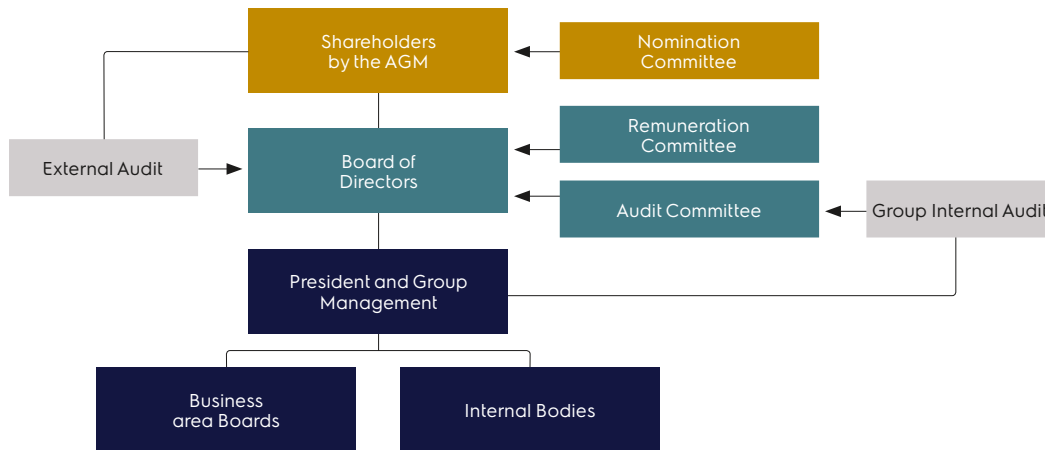 Shareholders
by the AGM
Nomination
Committee
Remuneration
Committee
External Audit
Board of
Directors
Audit Committee
Group Internal Audit
President and Group
Management
Business
area Boards
Internal Bodies